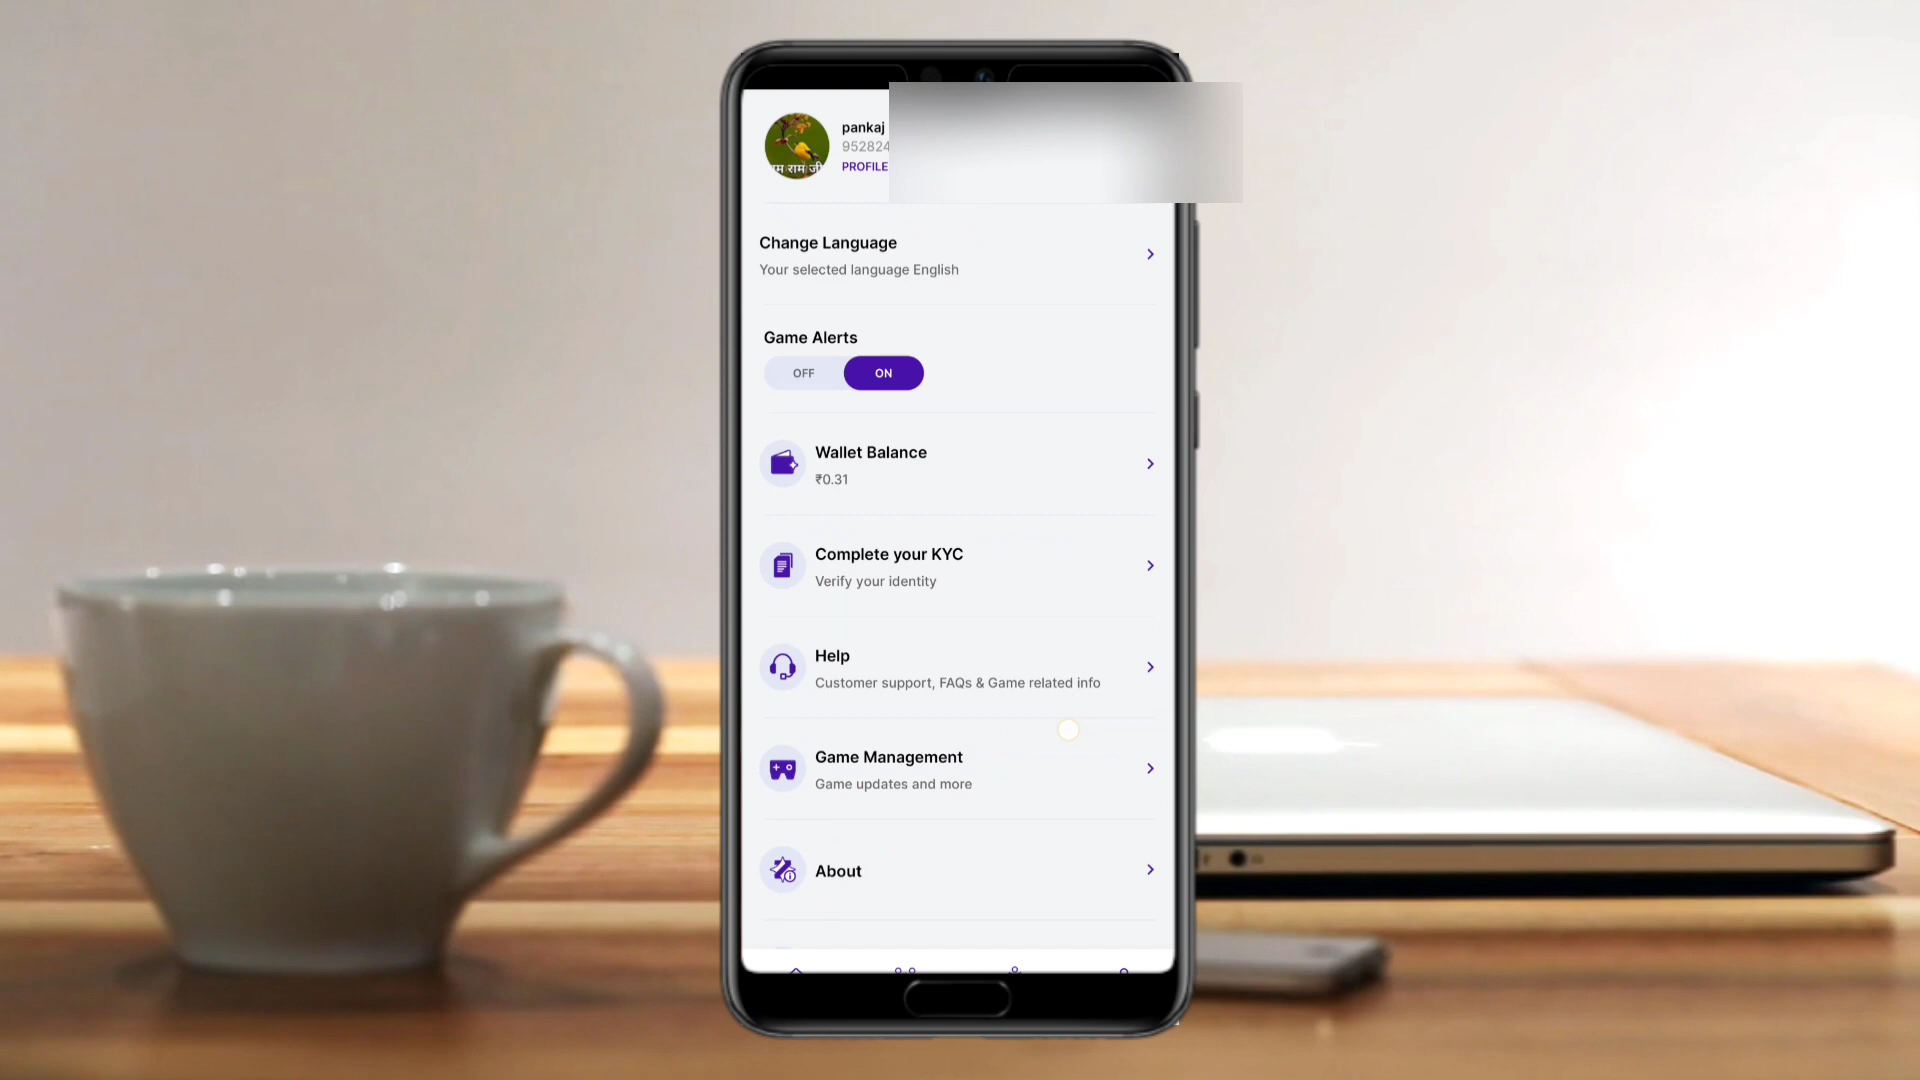 pankaj
952824
PROFILE
राम जी
Change Language
Your selected language English
Game Alerts
OFF ON
Wallet Balance
₹0.31
Complete your KYC
Verify your identity
Help
Customer support, FAQs & Game related info
Game Management
Game updates and more
About